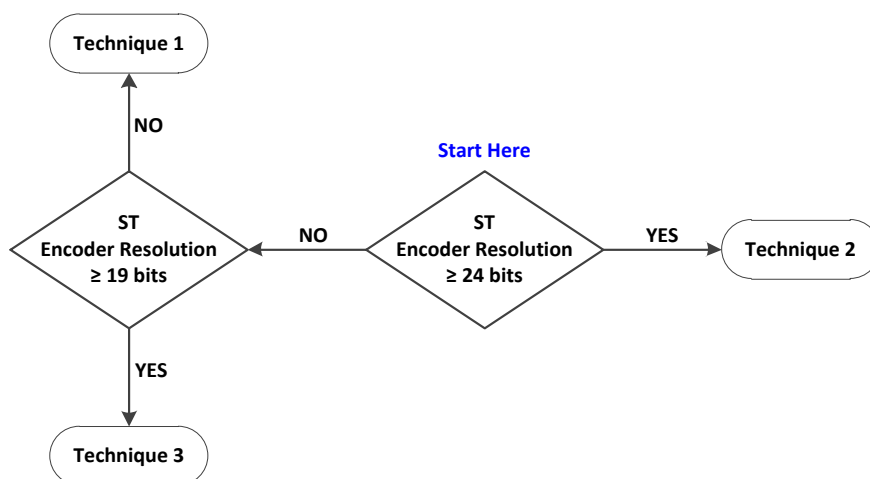 Technique 1
NO
Start Here
ST
Encoder Resolution
≥ 19 bits
NO
ST
Encoder Resolution
≥ 24 bits
YES
Technique 2
YES
Technique 3